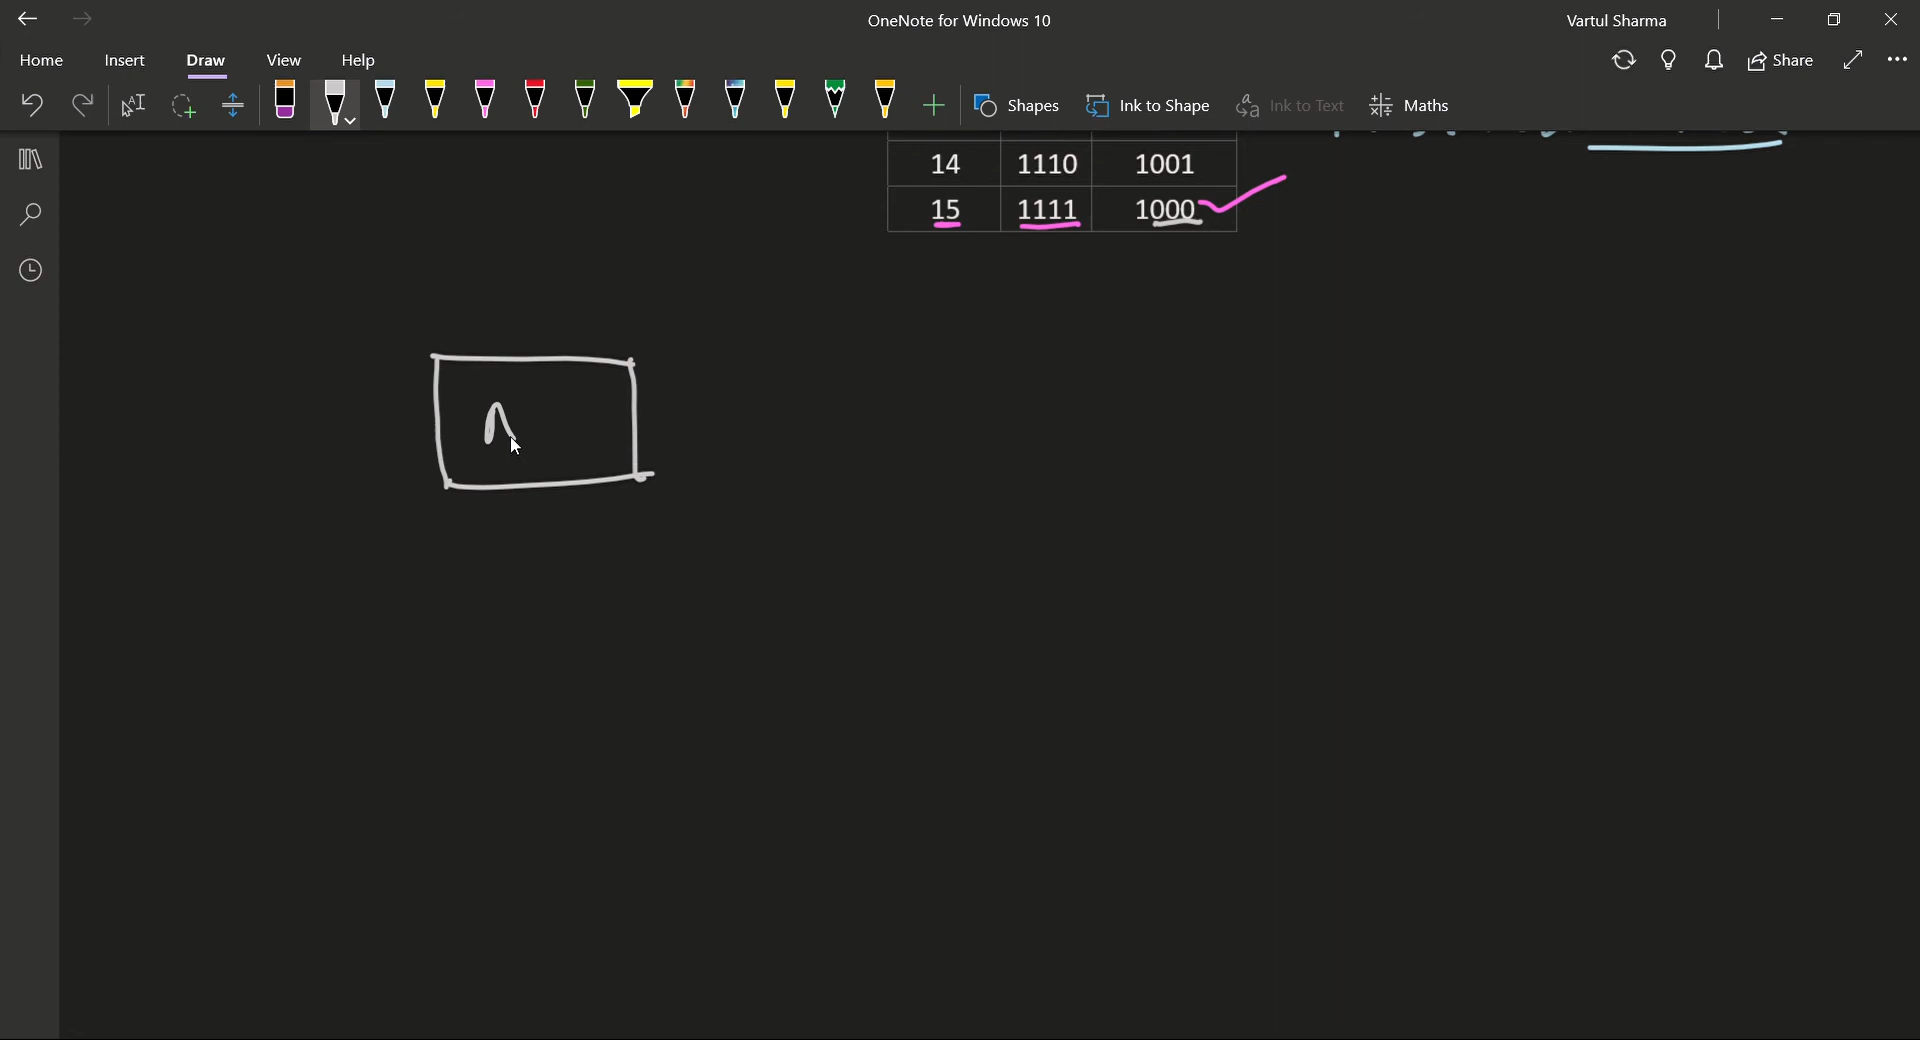 OneNote for Windows 10
Vartul Sharma
Home Insert Draw View Help
Share
Shapes Ink to Shape Ink to Text Maths
14 1110 1001
15 1111 1000